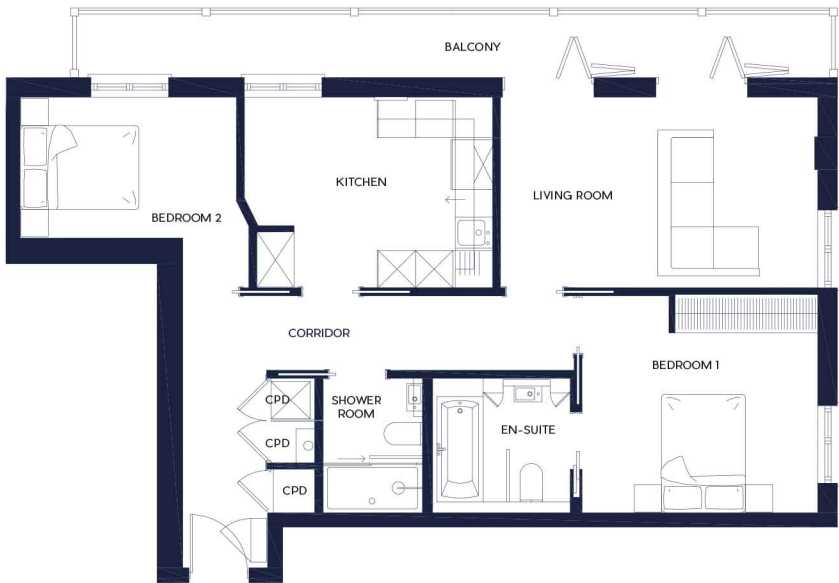 BALCONY
KITCHEN
LIVING ROOM
BEDROOM 2
CORRIDOR
BEDROOM 1
CPD
SHOWER
ROOM
EN-SUITE
CPD
CPD